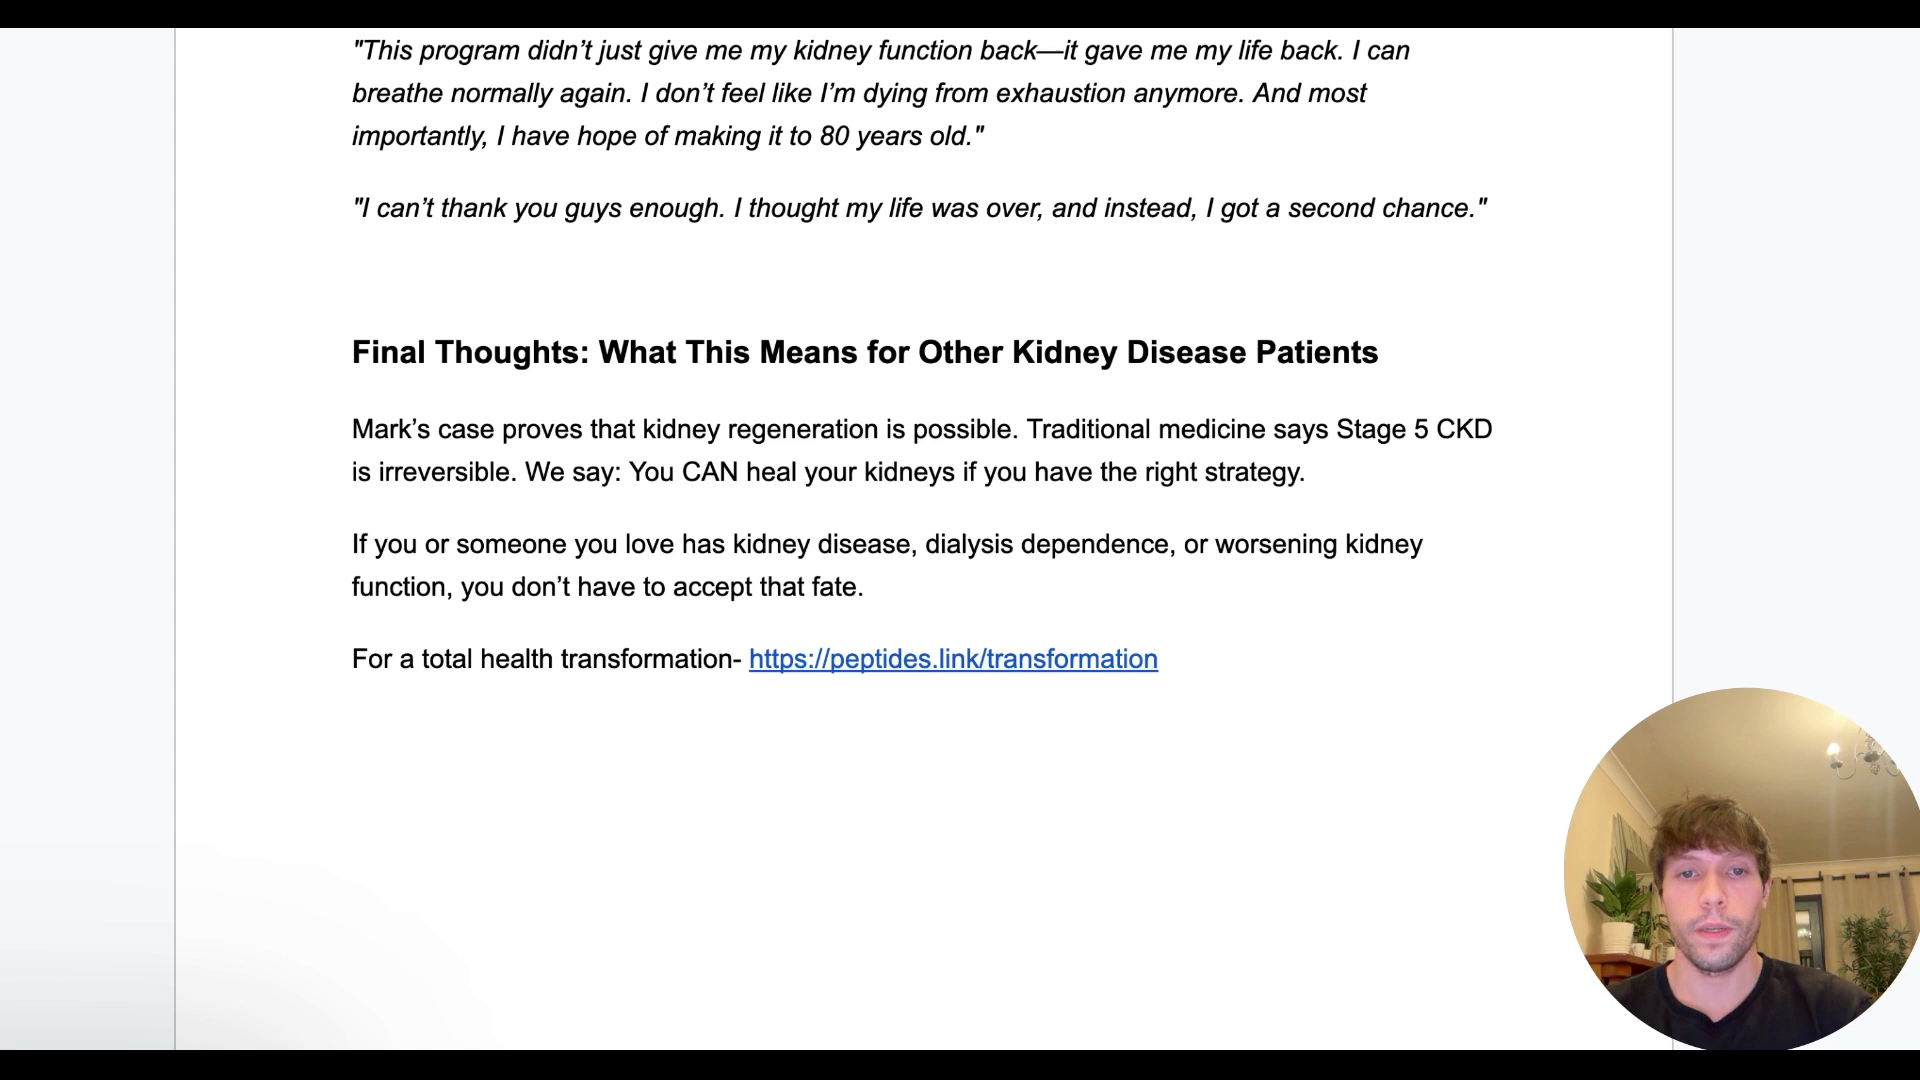 "This program didn’t just give me my kidney function back—it gave me my life back. I can
breathe normally again. I don’t feel like I’m dying from exhaustion anymore. And most
importantly, I have hope of making it to 80 years old."
"I can’t thank you guys enough. I thought my life was over, and instead, I got a second chance."
Final Thoughts: What This Means for Other Kidney Disease Patients
Mark’s case proves that kidney regeneration is possible. Traditional medicine says Stage 5 CKD
is irreversible. We say: You CAN heal your kidneys if you have the right strategy.
If you or someone you love has kidney disease, dialysis dependence, or worsening kidney
function, you don’t have to accept that fate.
For a total health transformation- https://peptides.link/transformation